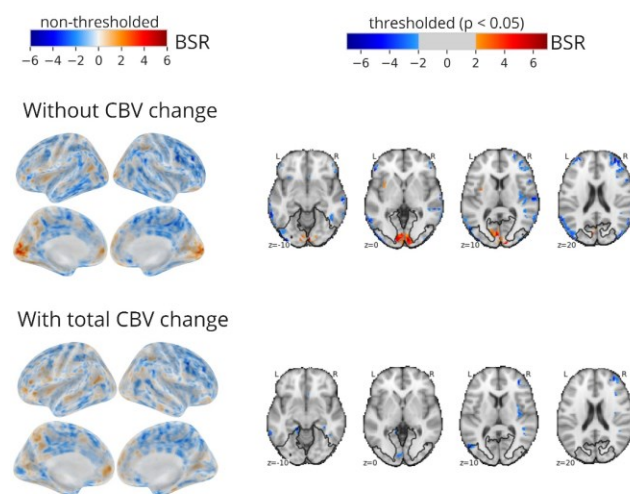 non-thresholded
BSR
−6 −4 −2 0 2 4 6
thresholded (p < 0.05)
BSR
−6 −4 −2 0 2 4 6
Without CBV change
L R L R L R L R
z=-10 z=0 z=10 z=20
With total CBV change
L R L R L R L R
z=-10 z=0 z=10 z=20